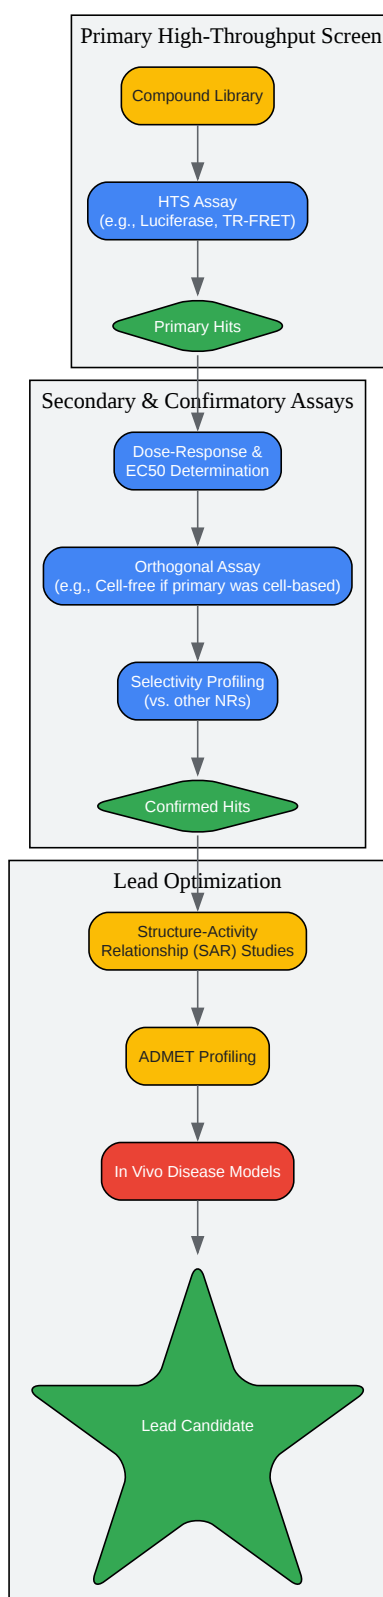 Primary High-Throughput Screen
Compound Library
HTS Assay
(e.g., Luciferase, TR-FRET)
Primary Hits
Secondary & Confirmatory Assays
Dose-Response &
EC50 Determination
Orthogonal Assay
(e.g., Cell-free if primary was cell-based)
Selectivity Profiling
(vs. other NRs)
Confirmed Hits
Lead Optimization
Structure-Activity
Relationship (SAR) Studies
ADMET Profiling
In Vivo Disease Models
Lead Candidate